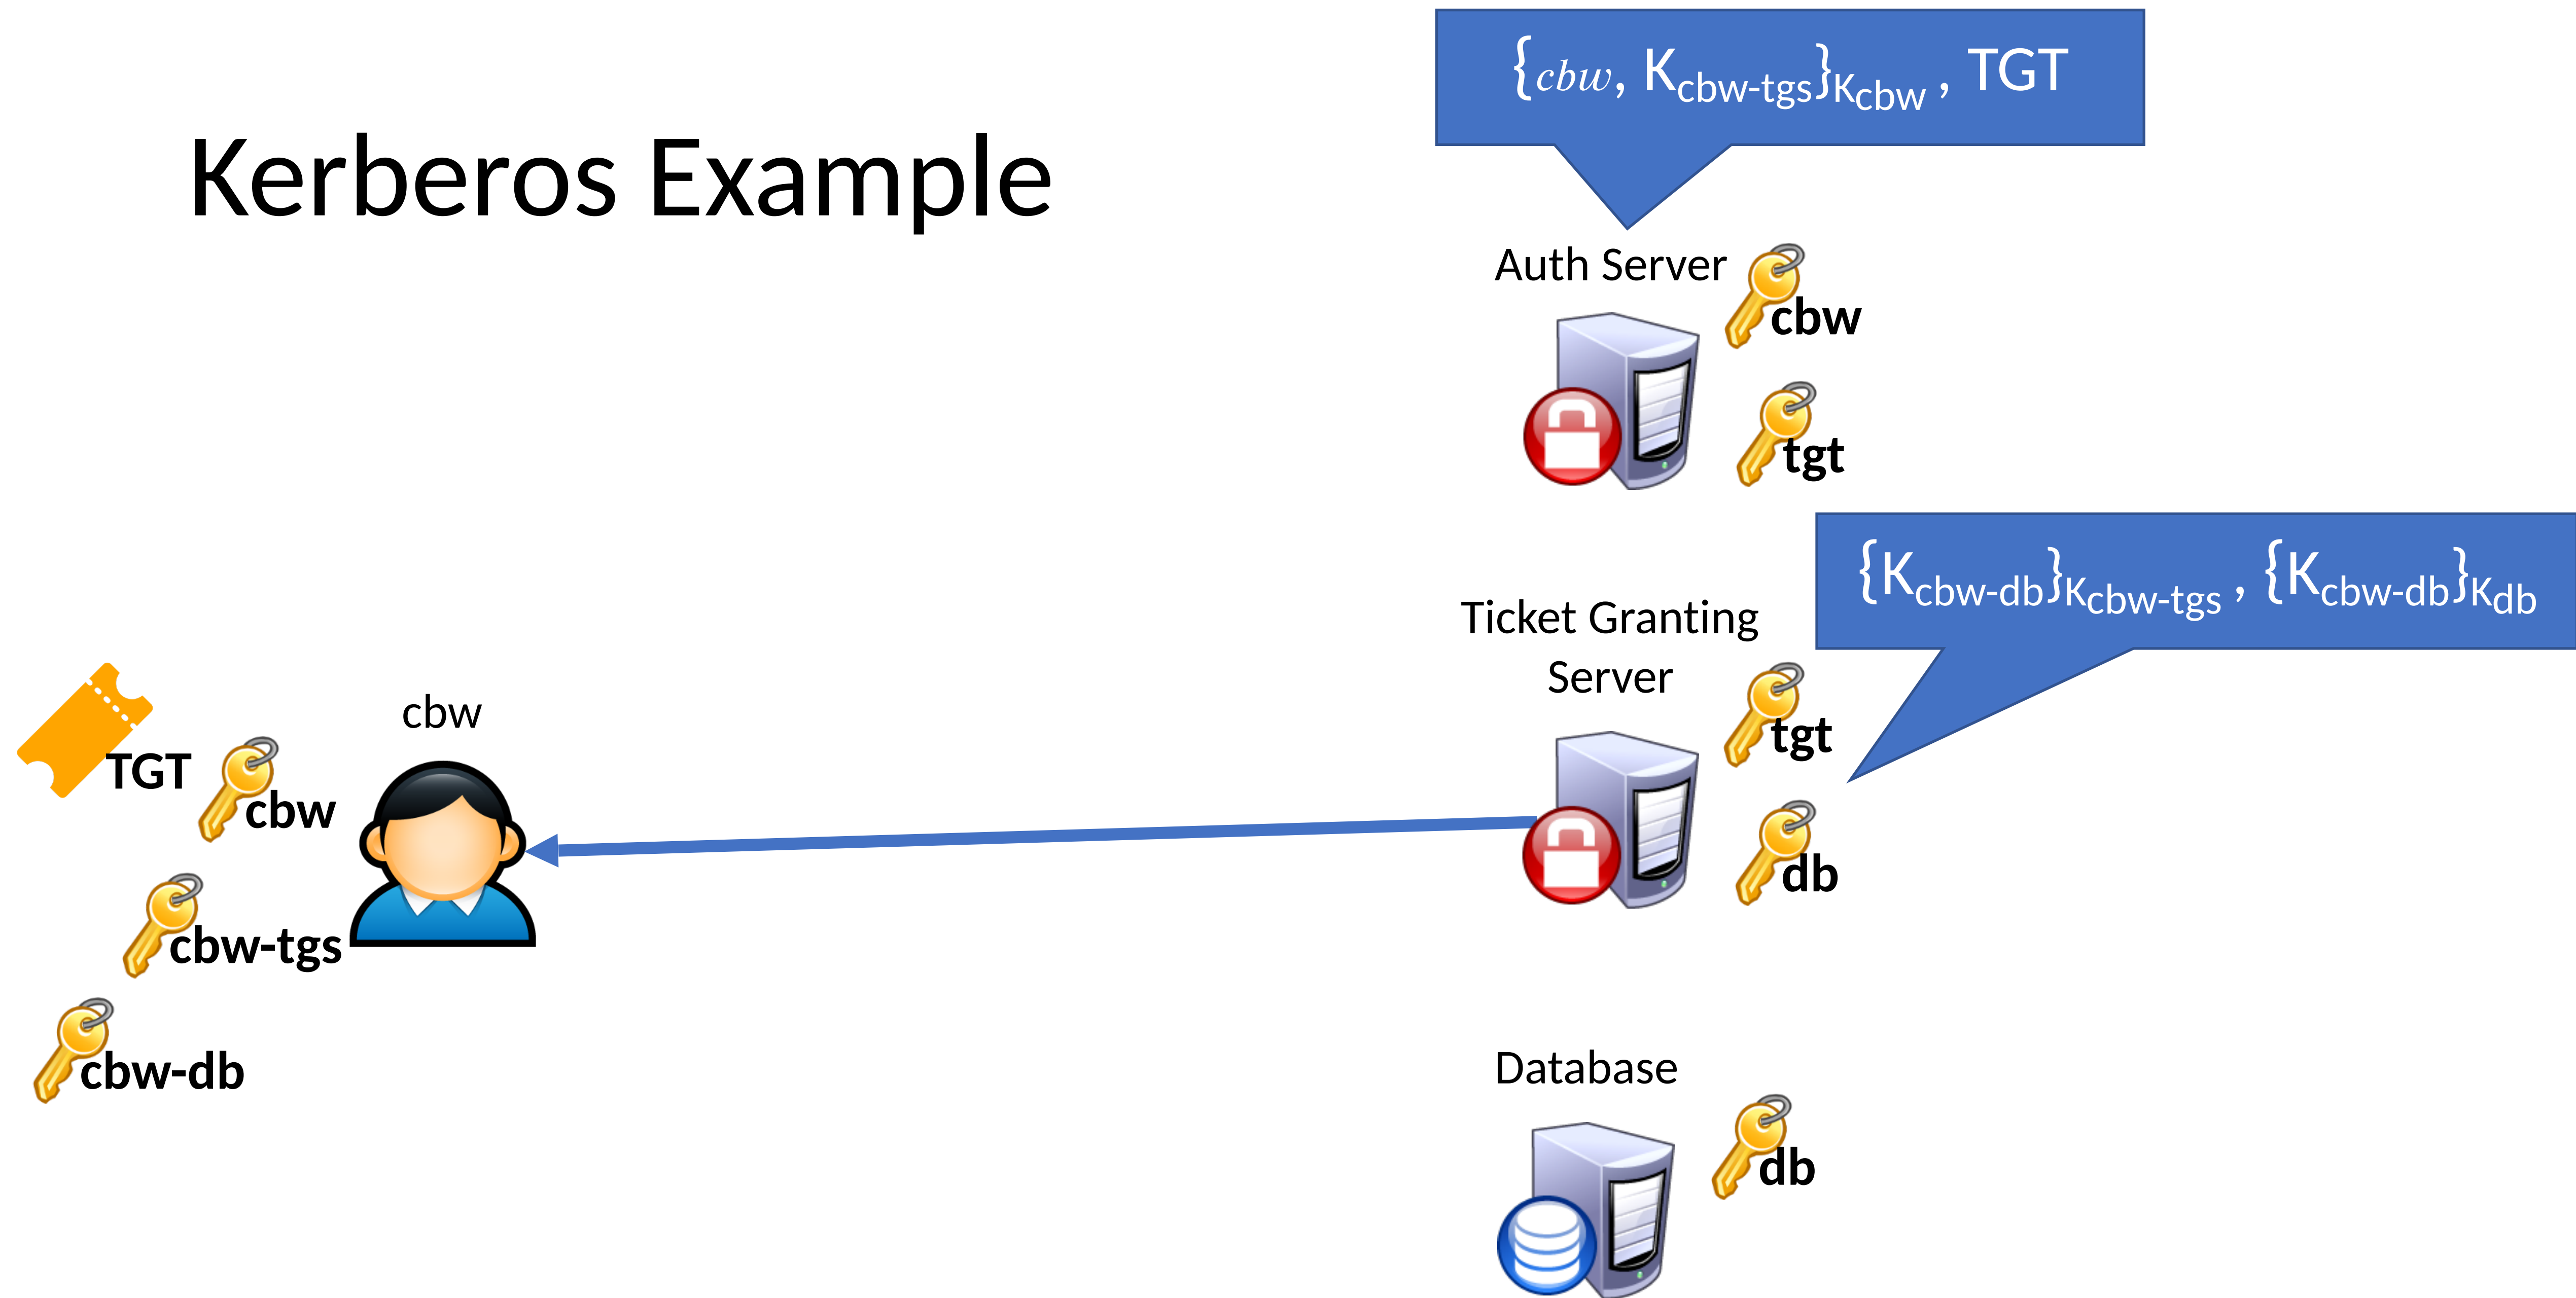 {cbw, Kcbw-tgs}Kcbw , TGT
Kerberos Example
Auth Server
cbw
tgt
{Kcbw-db}Kcbw-tgs , {Kcbw-db}Kdb
Ticket Granting
Server
tgt
db
cbw
TGT
cbw
cbw-tgs
cbw-db
Database
db